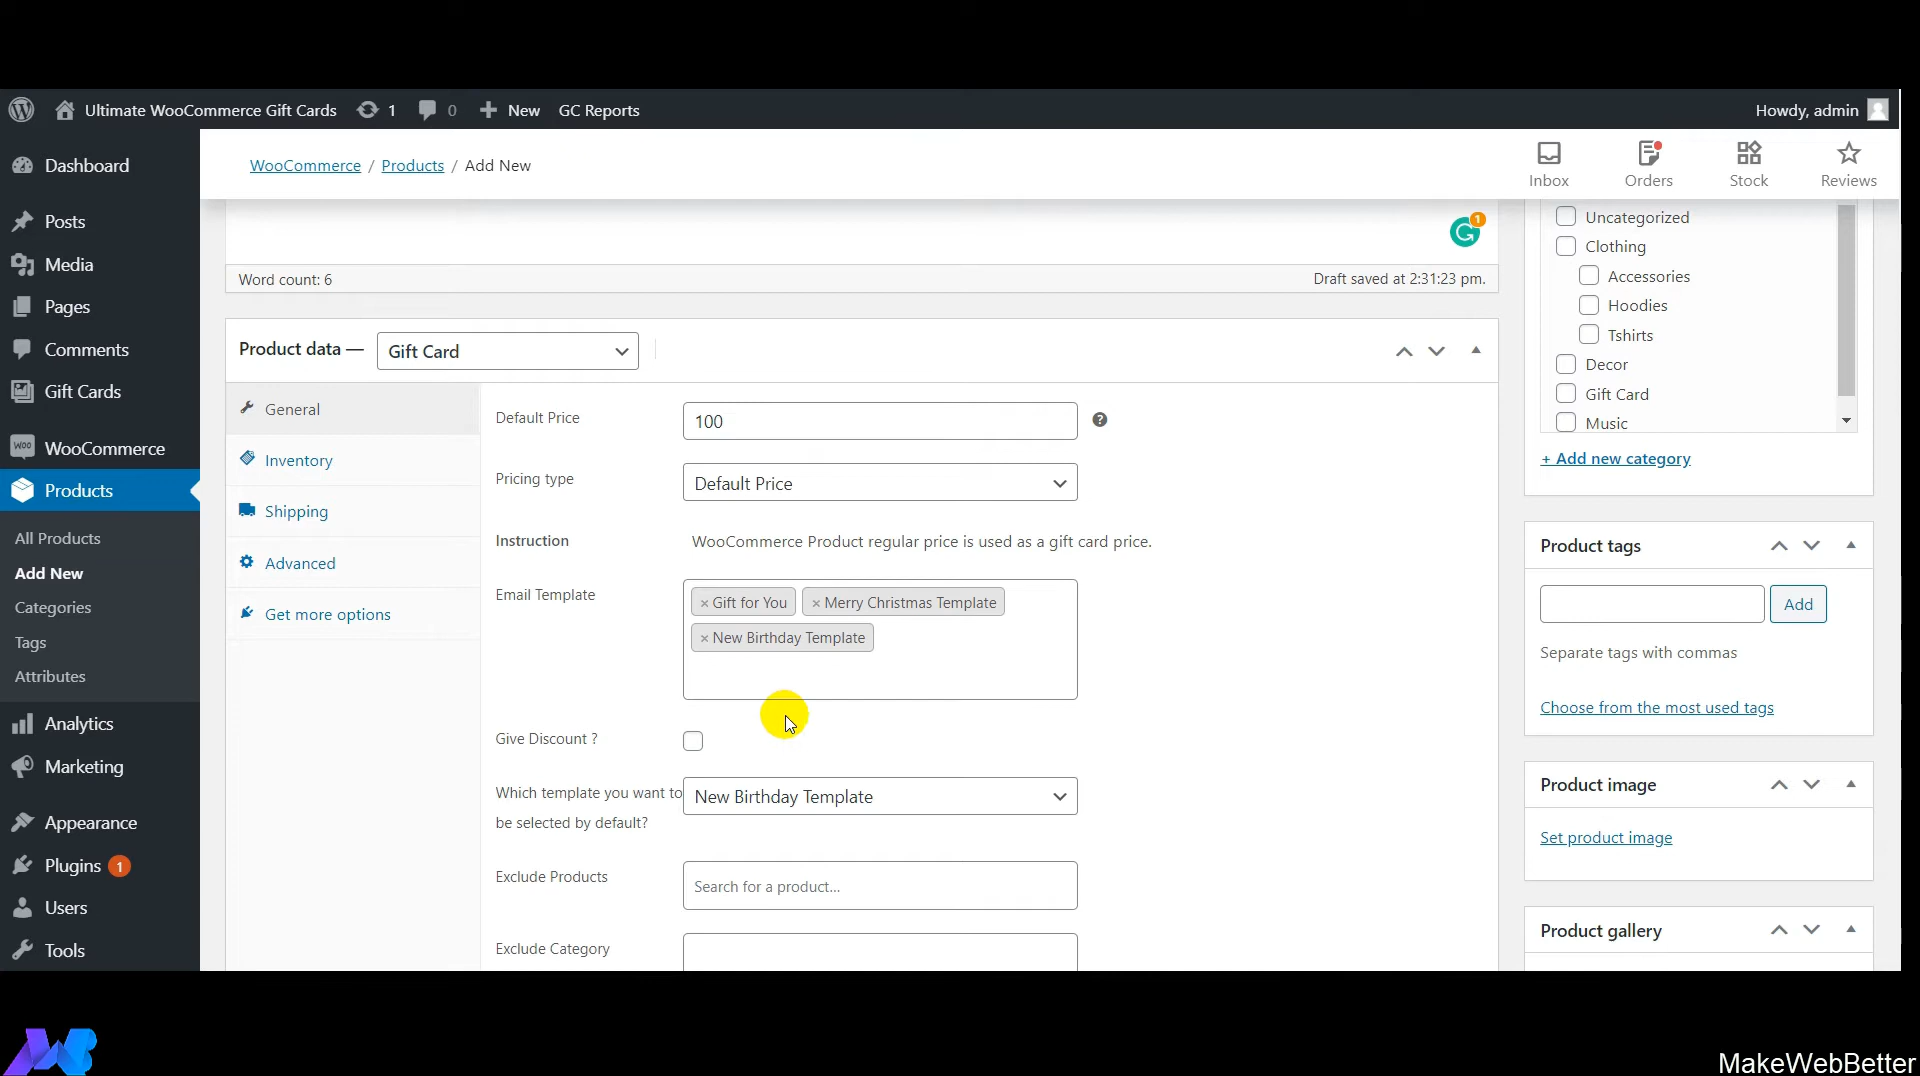 Ultimate WooCommerce Gift Cards 1 0 New GC Reports Howdy, admin
Dashboard
Posts
Media
Pages
Comments
Gift Cards
Woo WooCommerce
Products
All Products
Add New
Categories
Tags
Attributes
Analytics
Marketing
Appearance
Plugins 1
Users
Tools
WooCommerce / Products / Add New
Inbox Orders Stock Reviews
G 1
Word count: 6 Draft saved at 2:31:23 pm.
Product data — Gift Card
General
Inventory
Shipping
Advanced
Get more options
Default Price 100 ?
Pricing type Default Price
Instruction WooCommerce Product regular price is used as a gift card price.
Email Template × Gift for You × Merry Christmas Template
× New Birthday Template
Give Discount ?
Which template you want to New Birthday Template
be selected by default?
Exclude Products Search for a product...
Exclude Category
Uncategorized
Clothing
Accessories
Hoodies
Tshirts
Decor
Gift Card
Music
+ Add new category
Product tags
Add
Separate tags with commas
Choose from the most used tags
Product image
Set product image
Product gallery
MakeWebBetter